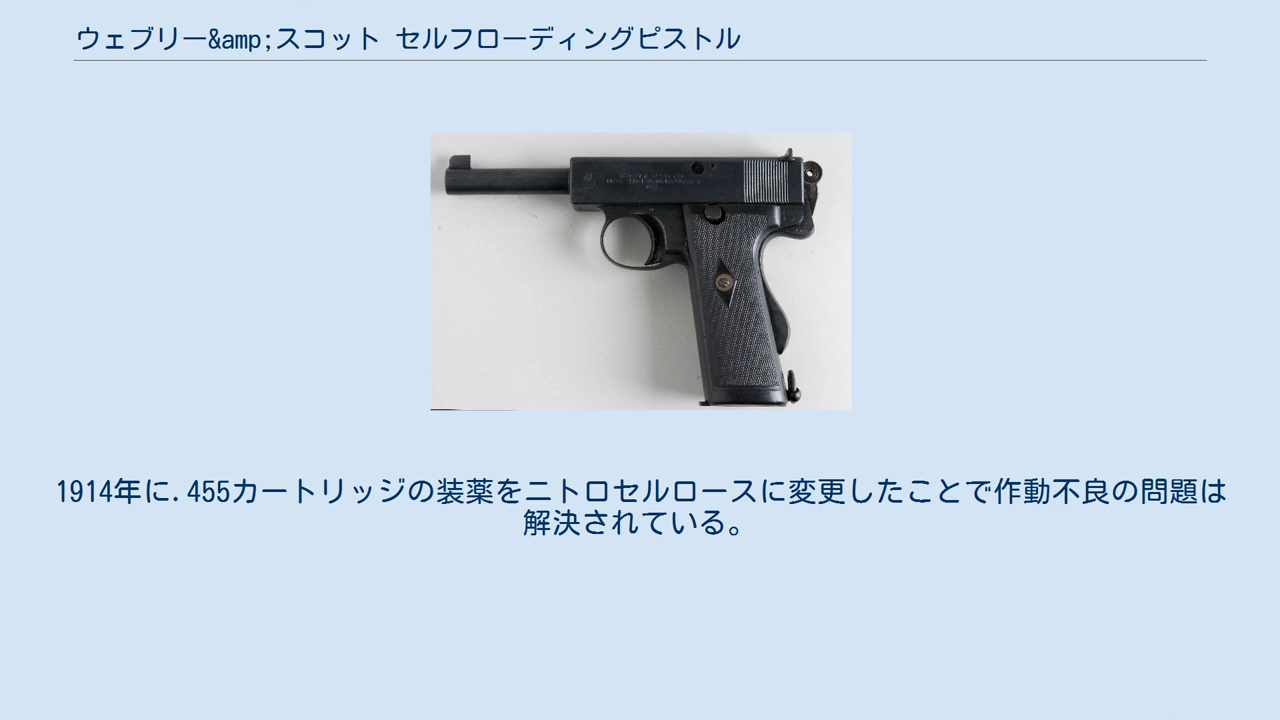 ウェブリー&amp;スコット セルフローディングピストル
1914年に.455カートリッジの装薬をニトロセルロースに変更したことで作動不良の問題は
解決されている。